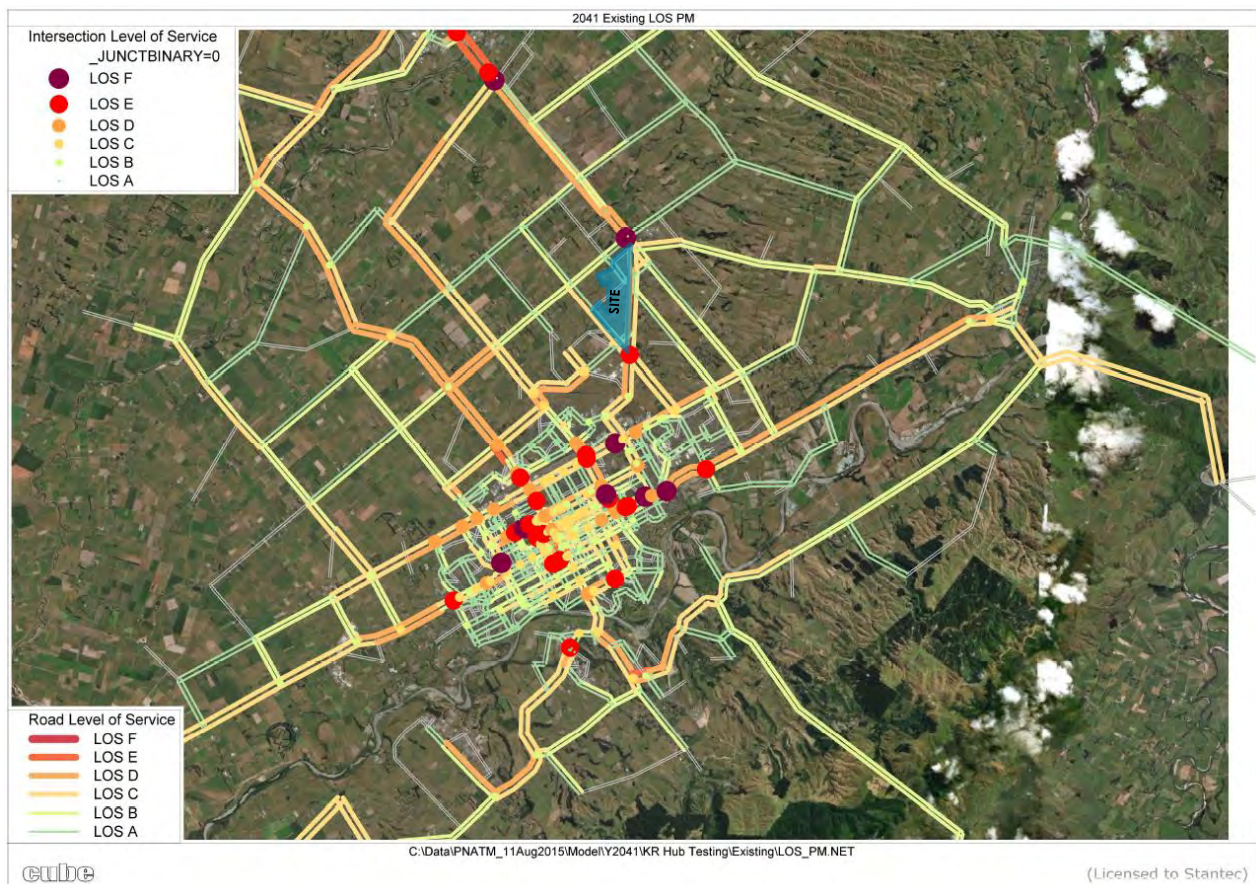 2041 Existing LOS PM
Intersection Level of Service
_JUNCTBINARY=0
LOS F
LOS E
LOS D
LOS C
LOS B
LOS A
SITE
Road Level of Service
LOS F
LOS E
LOS D
LOS C
LOS B
LOS A
C:\Data\PNATM_11Aug2015\Model\Y2041\KR Hub Testing\Existing\LOS_PM.NET
cube
(Licensed to Stantec)